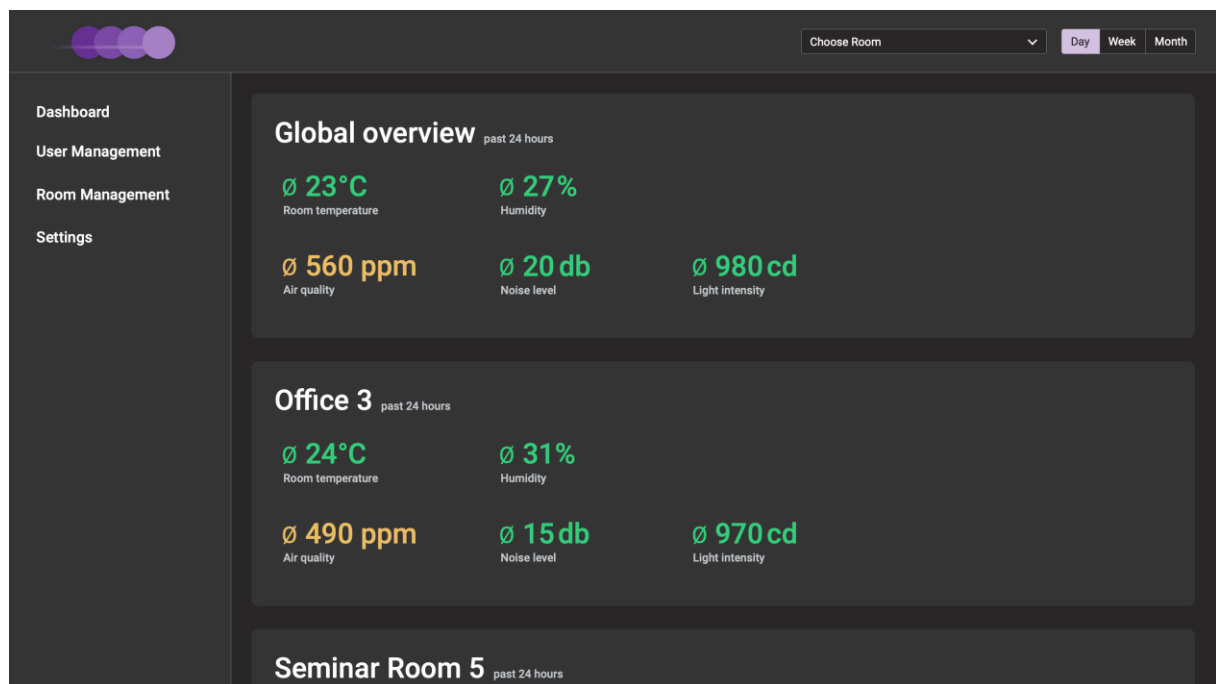 Choose Room
Day Week Month
Dashboard
User Management
Room Management
Settings
Global overview past 24 hours
Ø 23°C Ø 27%
Room temperature Humidity
Ø 560 ppm Ø 20 db Ø 980 cd
Air quality Noise level Light intensity
Office 3 past 24 hours
Ø 24°C Ø 31%
Room temperature Humidity
Ø 490 ppm Ø 15 db Ø 970 cd
Air quality Noise level Light intensity
Seminar Room 5 past 24 hours